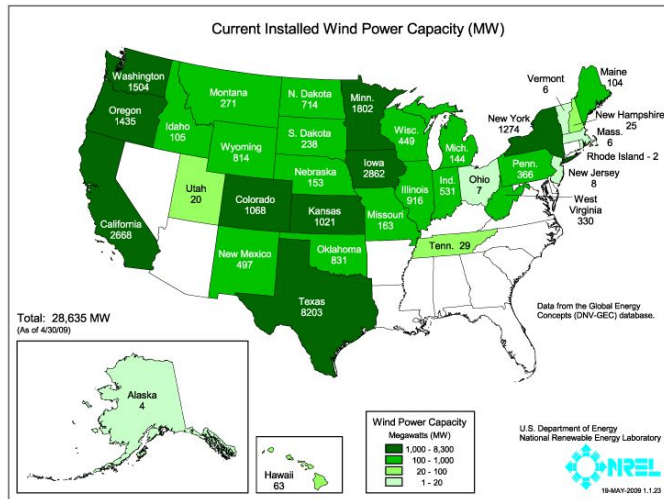 Current Installed Wind Power Capacity (MW)
Washington
1504
Oregon
1435
California
2668
Idaho
105
Montana
271
Wyoming
814
Utah
20
Colorado
1068
New Mexico
497
N. Dakota
714
S. Dakota
238
Nebraska
153
Kansas
1021
Oklahoma
831
Texas
8203
Minn.
1802
Iowa
2862
Missouri
163
Wisc.
449
Illinois
916
Mich.
144
Ind.
531
Ohio
7
Tenn. 29
Penn.
366
New York
1274
Vermont
6
Maine
104
New Hampshire
25
Mass.
6
Rhode Island - 2
New Jersey
8
West
Virginia
330
Total: 28,635 MW
(As of 4/30/09)
Data from the Global Energy
Concepts (DNV-GEC) database.
Alaska
4
Hawaii
63
Wind Power Capacity
Megawatts (MW)
1,000 - 8,300
100 - 1,000
20 - 100
1 - 20
U.S. Department of Energy
National Renewable Energy Laboratory
NREL
19-MAY-2009 1.1.23